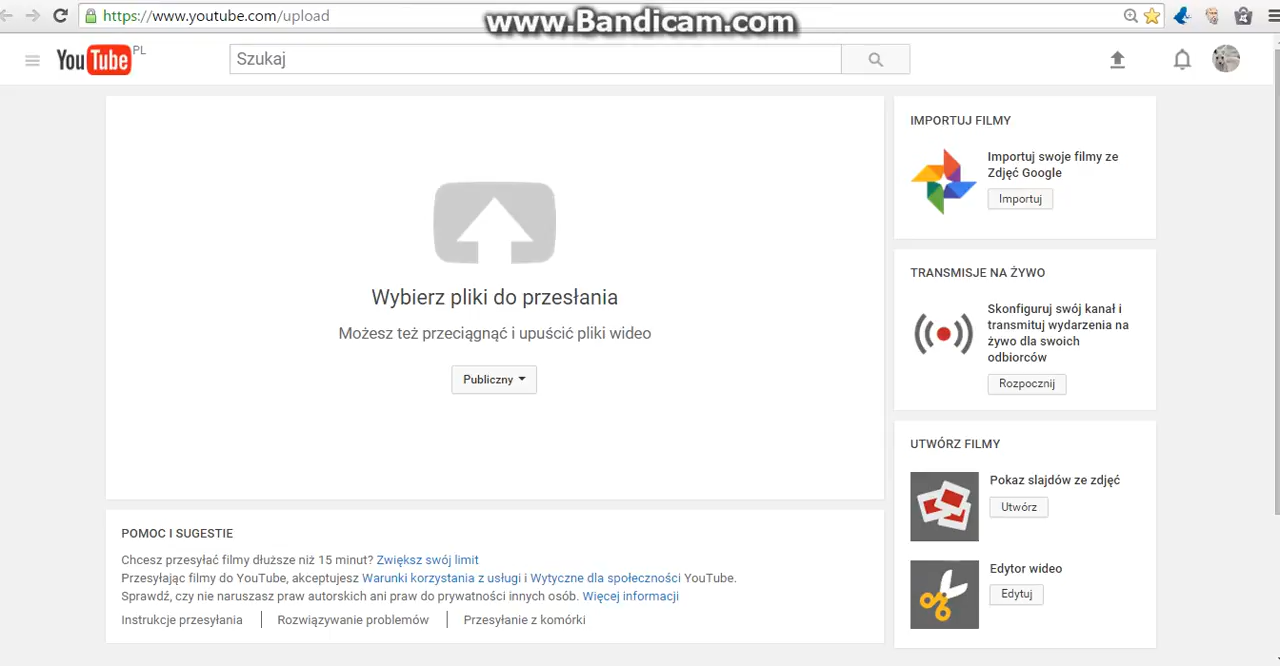 https://www.youtube.com/upload
www.Bandicam.com
YouTube PL
Szukaj
Wybierz pliki do przesłania
Możesz też przeciągnąć i upuścić pliki wideo
Publiczny
IMPORTUJ FILMY
Importuj swoje filmy ze
Zdjęć Google
Importuj
TRANSMISJE NA ŻYWO
Skonfiguruj swój kanał i
transmituj wydarzenia na
żywo dla swoich
odbiorców
Rozpocznij
UTWÓRZ FILMY
Pokaz slajdów ze zdjęć
Utwórz
Edytor wideo
Edytuj
POMOC I SUGESTIE
Chcesz przesyłać filmy dłuższe niż 15 minut? Zwiększ swój limit
Przesyłając filmy do YouTube, akceptujesz Warunki korzystania z usługi i Wytyczne dla społeczności YouTube.
Sprawdź, czy nie naruszasz praw autorskich ani praw do prywatności innych osób. Więcej informacji
Instrukcje przesyłania
Rozwiązywanie problemów
Przesyłanie z komórki